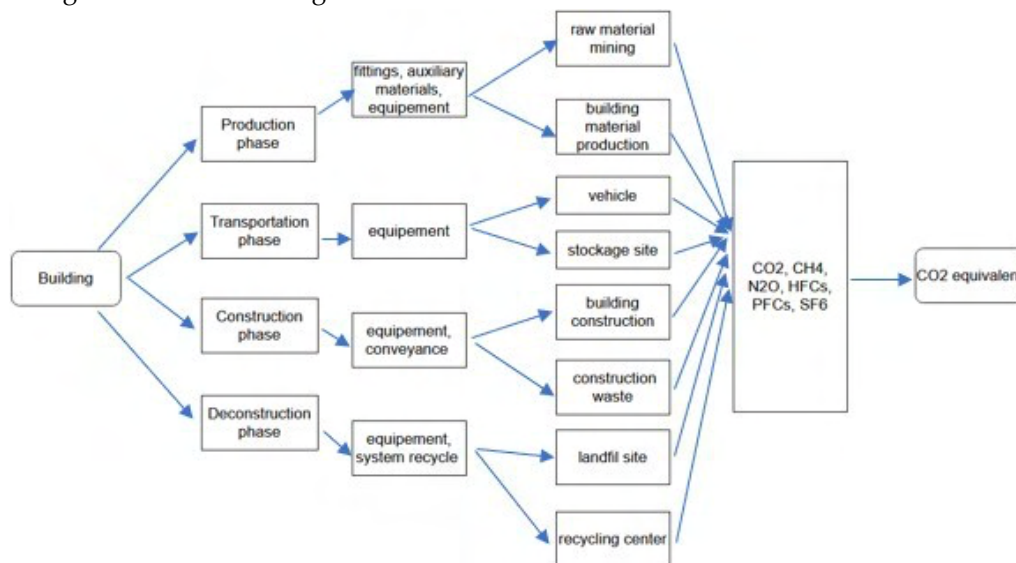 raw material
mining
fittings, auxiliary
materials,
equipement
Production
phase
building
material
production
Transportation
phase
equipement
vehicle
stockage site
Building
CO2, CH4,
N2O, HFCs,
PFCs, SF6
CO2 equivalen
Construction
phase
equipement,
conveyance
building
construction
construction
waste
Deconstruction
phase
equipement,
system recycle
landfil site
recycling center